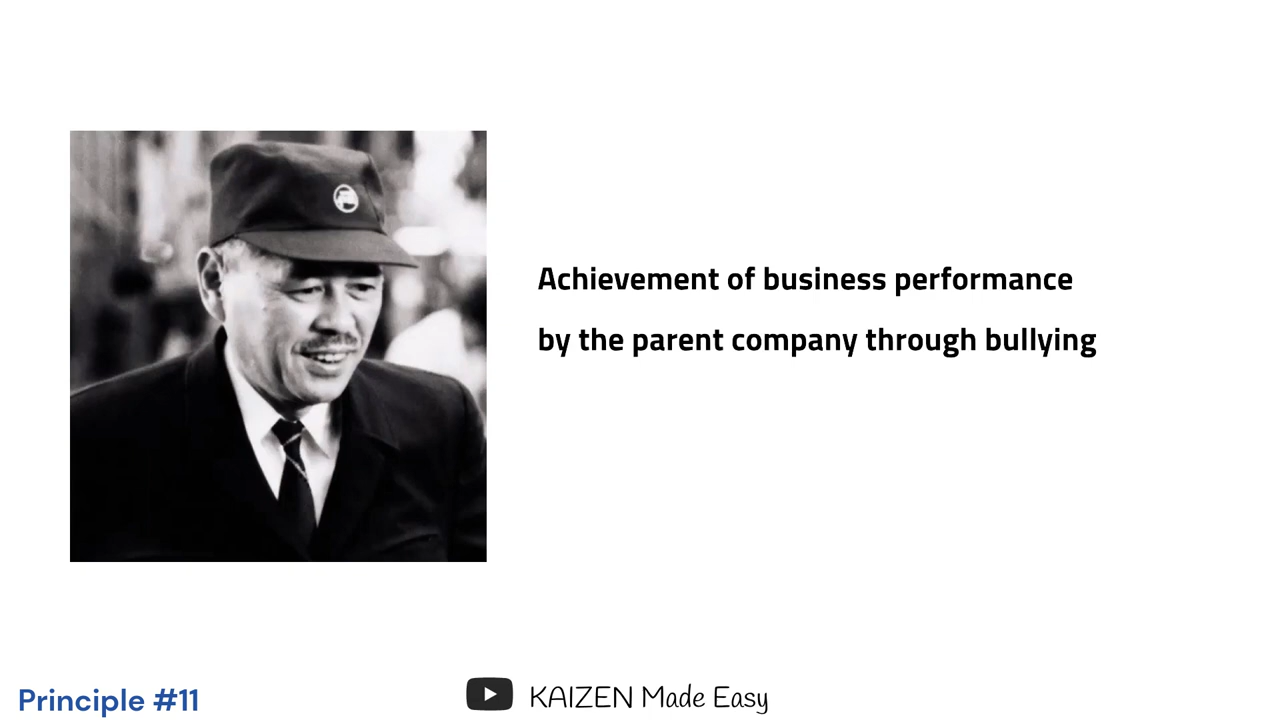 Achievement of business performance
by the parent company through bullying
Principle #11
KAIZEN Made Easy